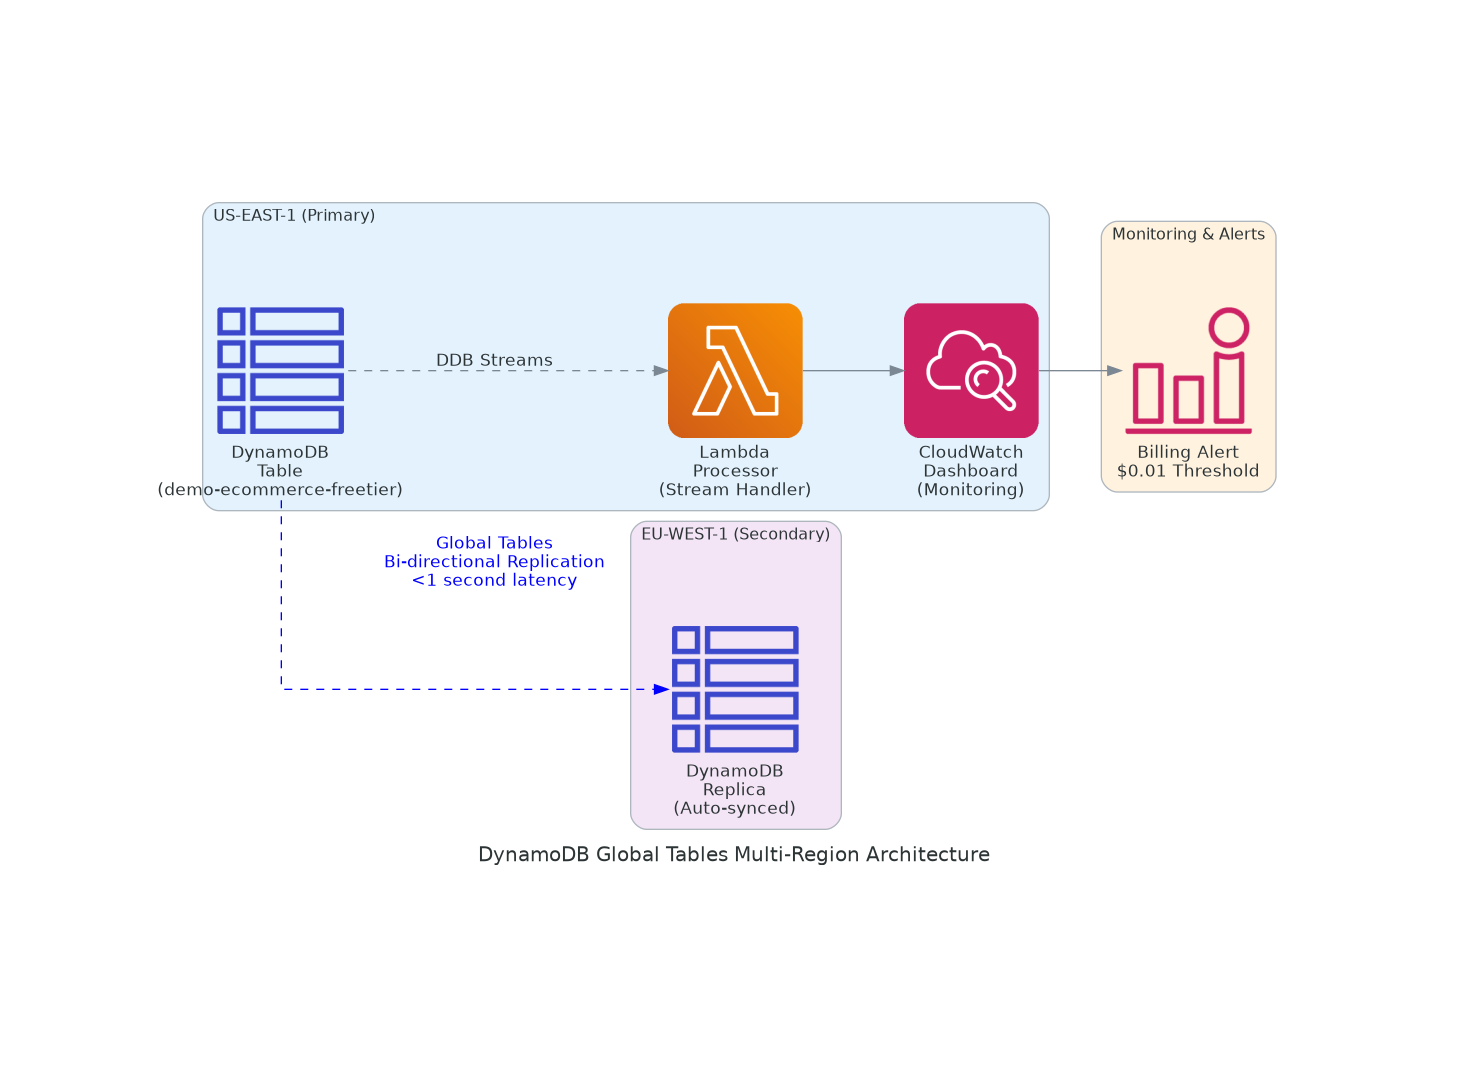 US-EAST-1 (Primary)
Monitoring & Alerts
DDB Streams
DynamoDB
Table
(demo-ecommerce-freetier)
Lambda
Processor
(Stream Handler)
CloudWatch
Dashboard
(Monitoring)
Billing Alert
$0.01 Threshold
Global Tables
Bi-directional Replication
<1 second latency
EU-WEST-1 (Secondary)
DynamoDB
Replica
(Auto-synced)
DynamoDB Global Tables Multi-Region Architecture